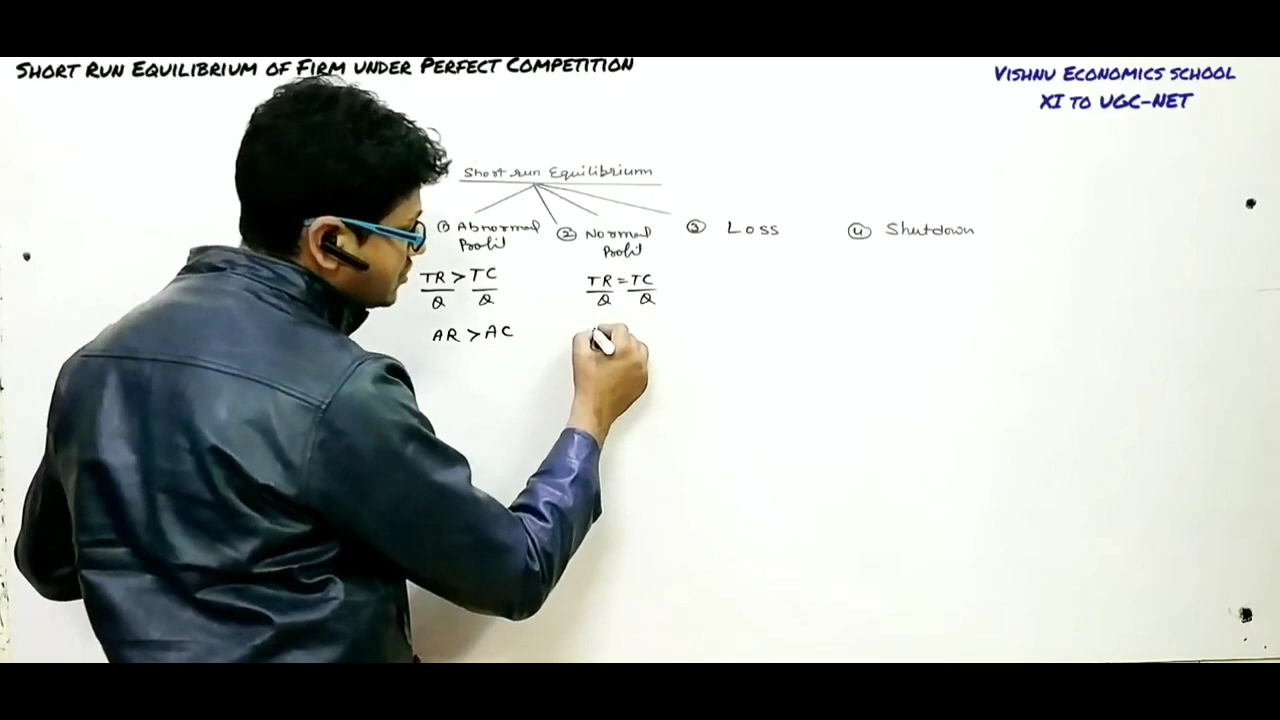 SHORT RUN EQUILIBRIUM OF FIRM UNDER PERFECT COMPETITION
VISHNU ECONOMICS SCHOOL
XI TO UGC-NET
Short run Equilibrium
① Abnormal Profit
TR > TC
Q Q
AR > AC
② Normal Profit
TR = TC
Q Q
③ Loss
④ Shutdown